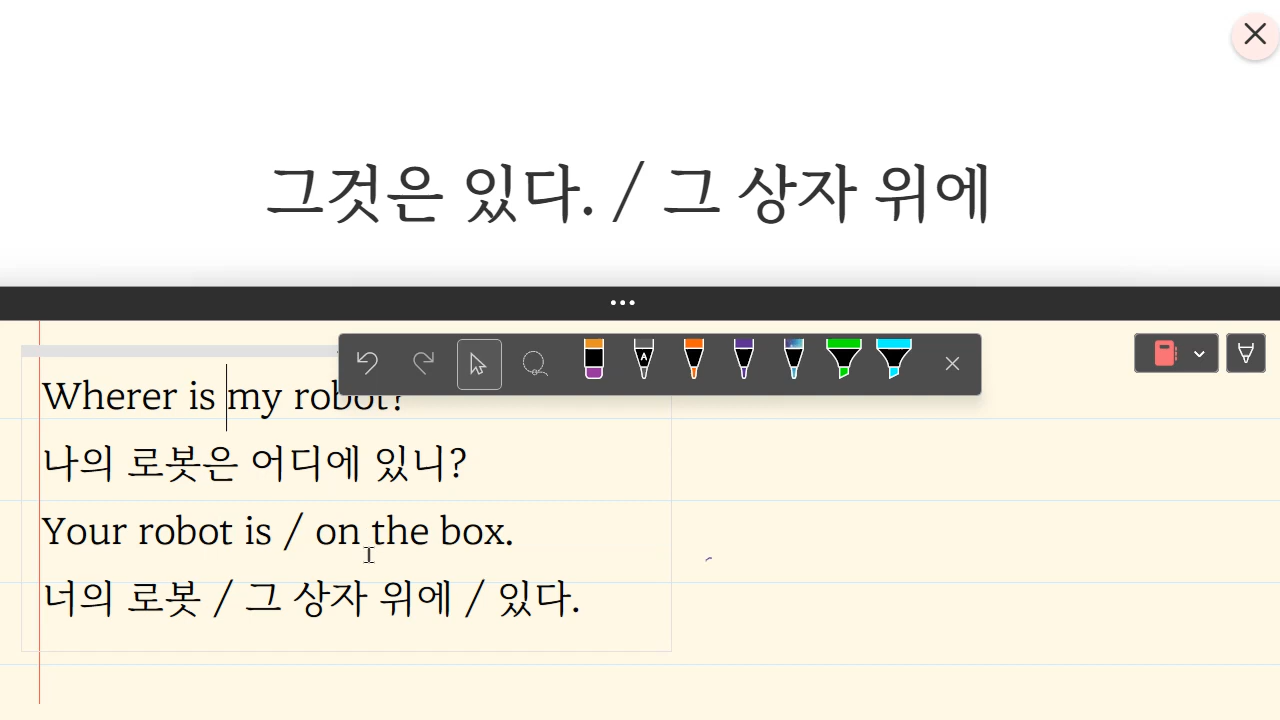 그것은 있다. / 그 상자 위에
A
Wherer is my robot?
나의 로봇은 어디에 있니?
Your robot is / on the box.
너의 로봇 / 그 상자 위에 / 있다.